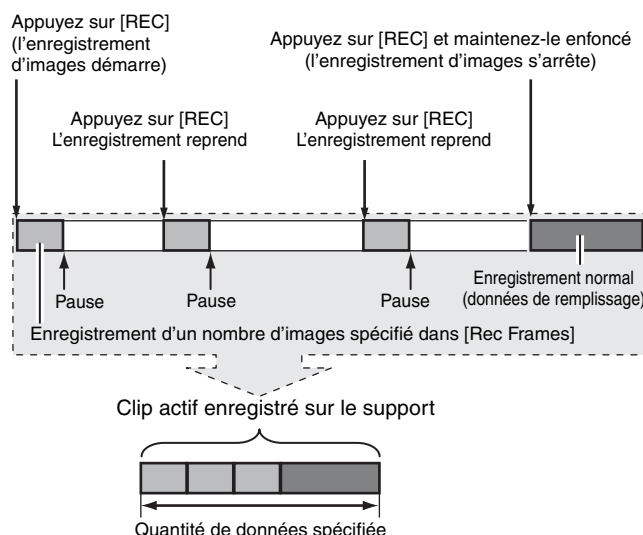 Appuyez sur [REC]
(l'enregistrement
d'images démarre)
Appuyez sur [REC] et maintenez-le enfoncé
(l'enregistrement d'images s'arrête)
Appuyez sur [REC]
L'enregistrement reprend
Appuyez sur [REC]
L'enregistrement reprend
Pause
Pause
Pause
Enregistrement normal
(données de remplissage)
Enregistrement d'un nombre d'images spécifié dans [Rec Frames]
Clip actif enregistré sur le support
Quantité de données spécifiée